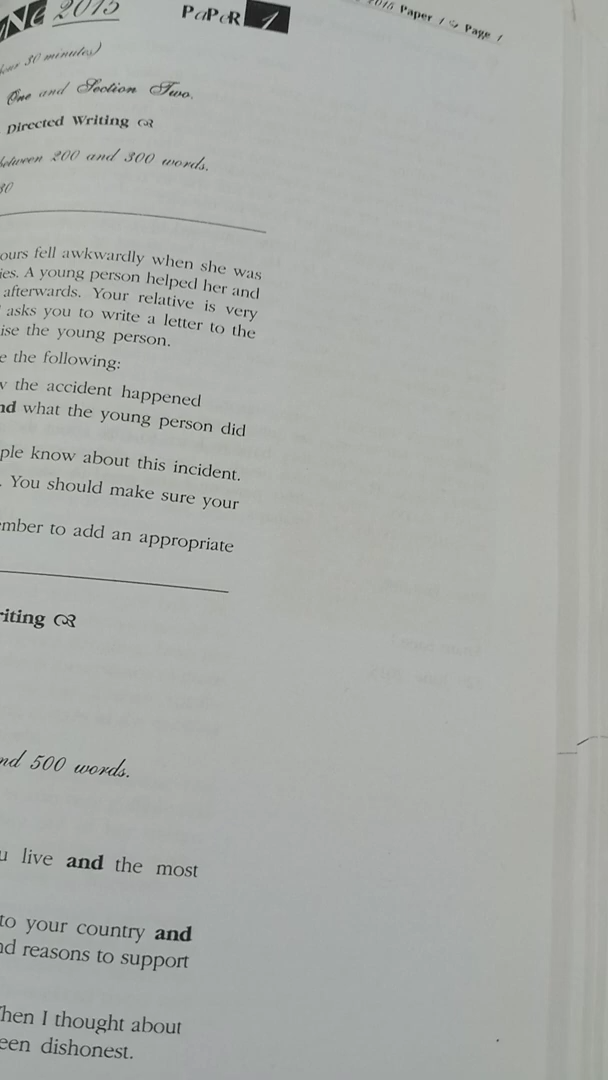 2015 PaPeR 1
Paper 1 Page 1
30 minutes)
One and Section Two.
Directed Writing
between 200 and 300 words.
30
ours fell awkwardly when she was
ies. A young person helped her and
afterwards. Your relative is very
asks you to write a letter to the
ise the young person.
e the following:
the accident happened
nd what the young person did
ple know about this incident.
. You should make sure your
ember to add an appropriate
riting
nd 500 words.
u live and the most
to your country and
nd reasons to support
hen I thought about
een dishonest.